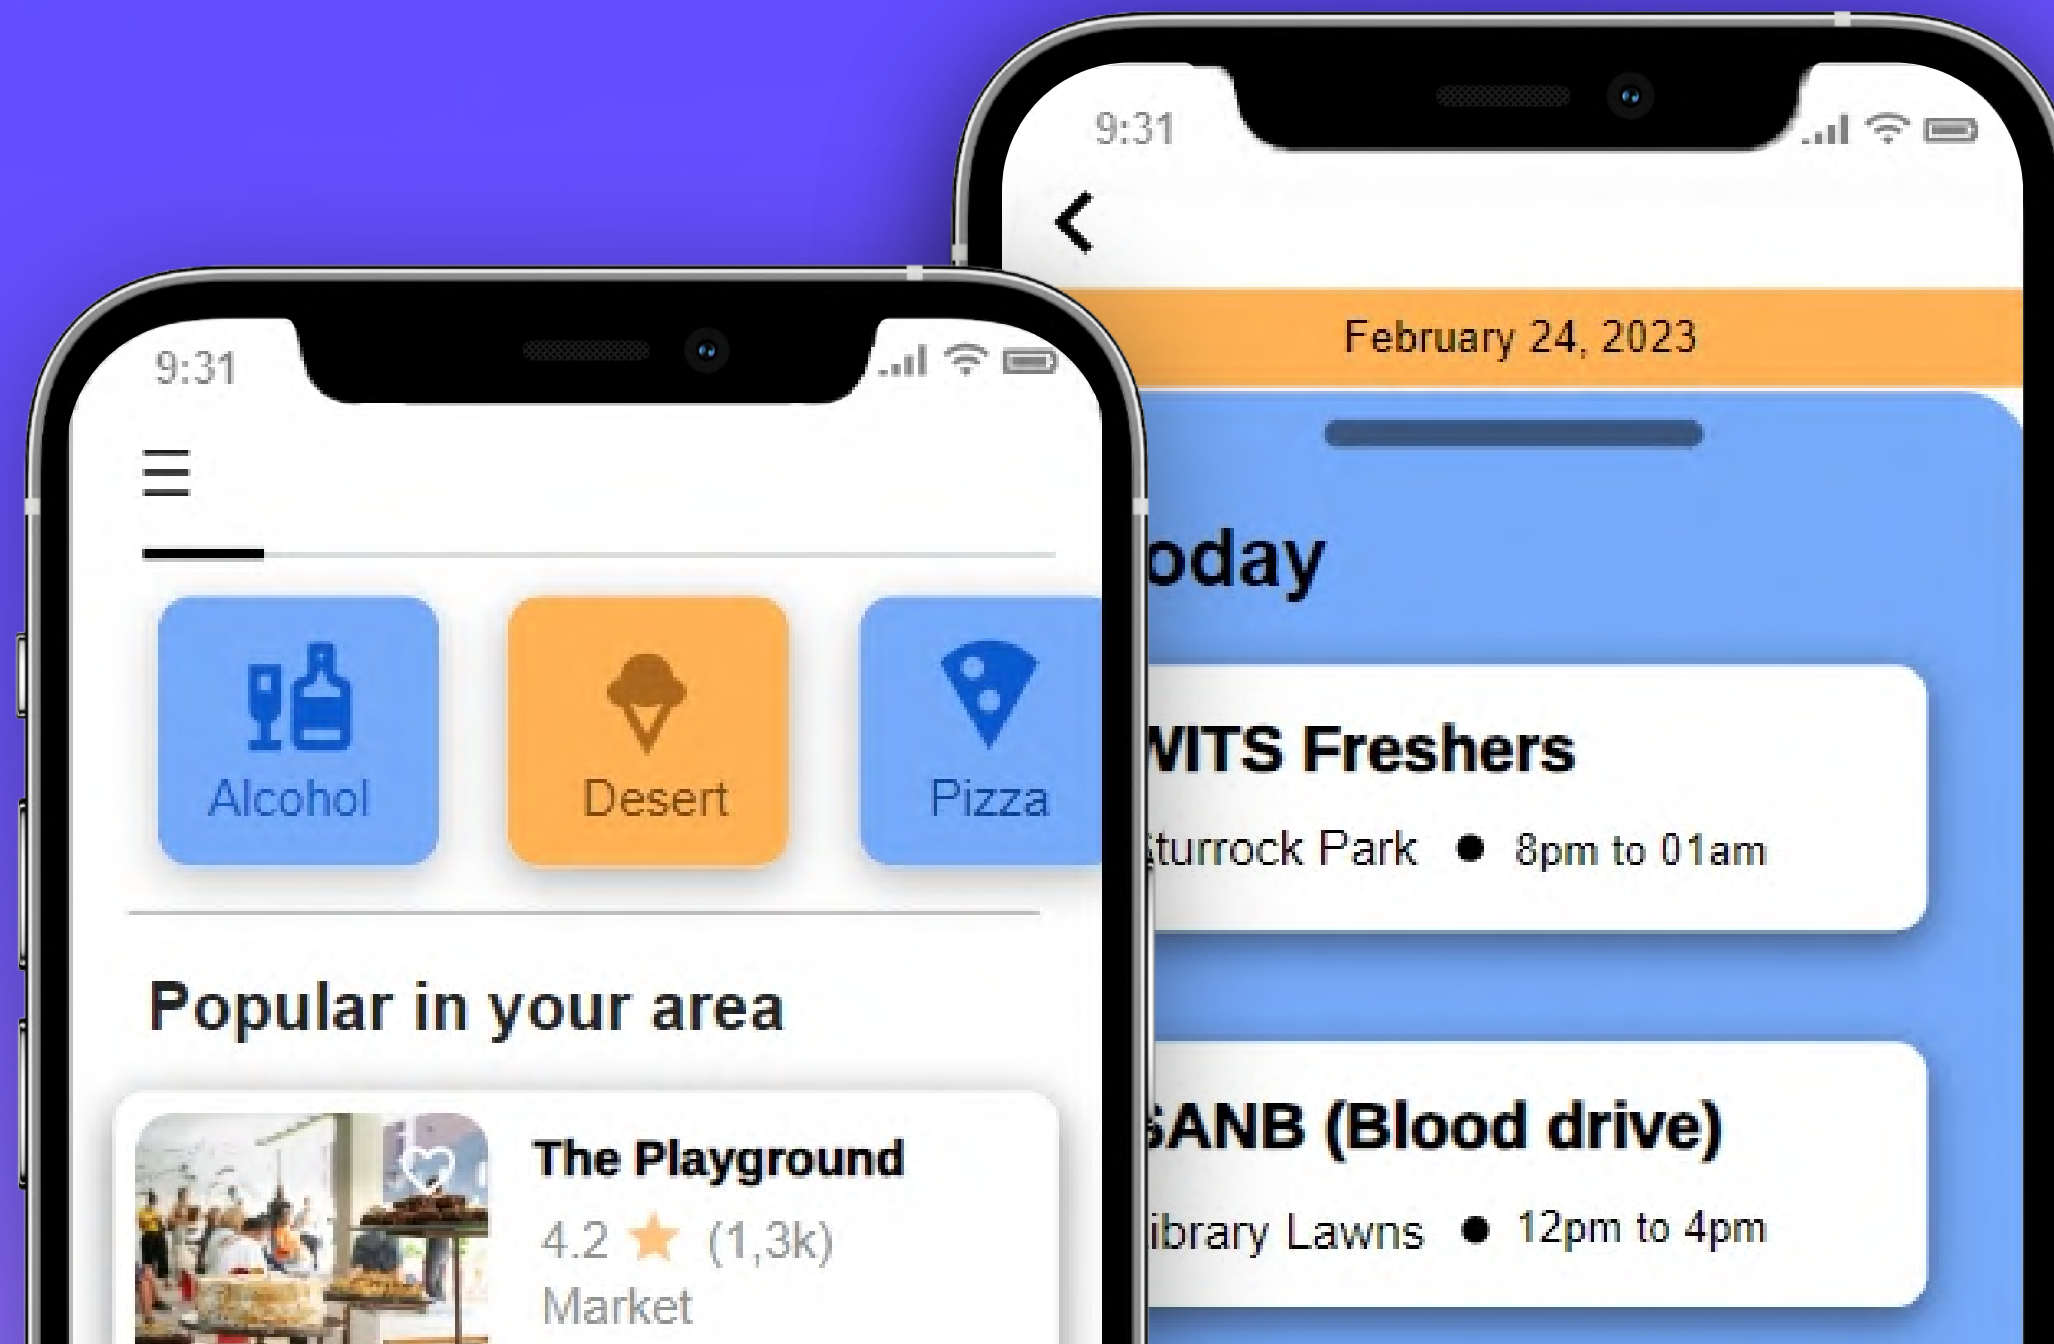 9:31
Alcohol
Desert
Pizza
Popular in your area
The Playground
4.2 (1,3k)
Market
9:31
February 24, 2023
oday
WITS Freshers
Sturrock Park ● 8pm to 01am
SANB (Blood drive)
ibrary Lawns ● 12pm to 4pm